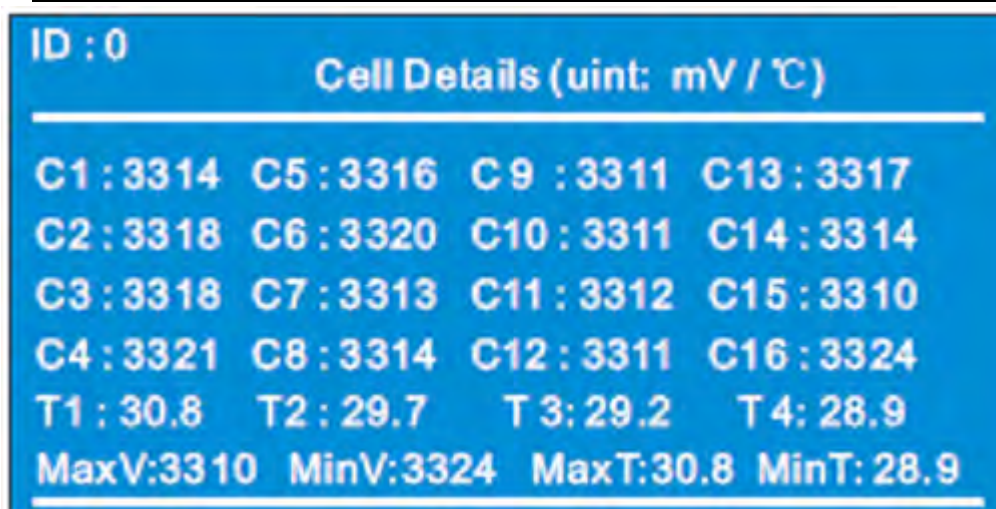 ID : 0
Cell Details (uint: mV / ℃)
C1 : 3314 C5 : 3316 C 9 : 3311 C13 : 3317
C2 : 3318 C6 : 3320 C10 : 3311 C14 : 3314
C3 : 3318 C7 : 3313 C11 : 3312 C15 : 3310
C4 : 3321 C8 : 3314 C12 : 3311 C16 : 3324
T1 : 30.8 T2 : 29.7 T 3: 29.2 T 4: 28.9
MaxV:3310 MinV:3324 MaxT:30.8 MinT: 28.9